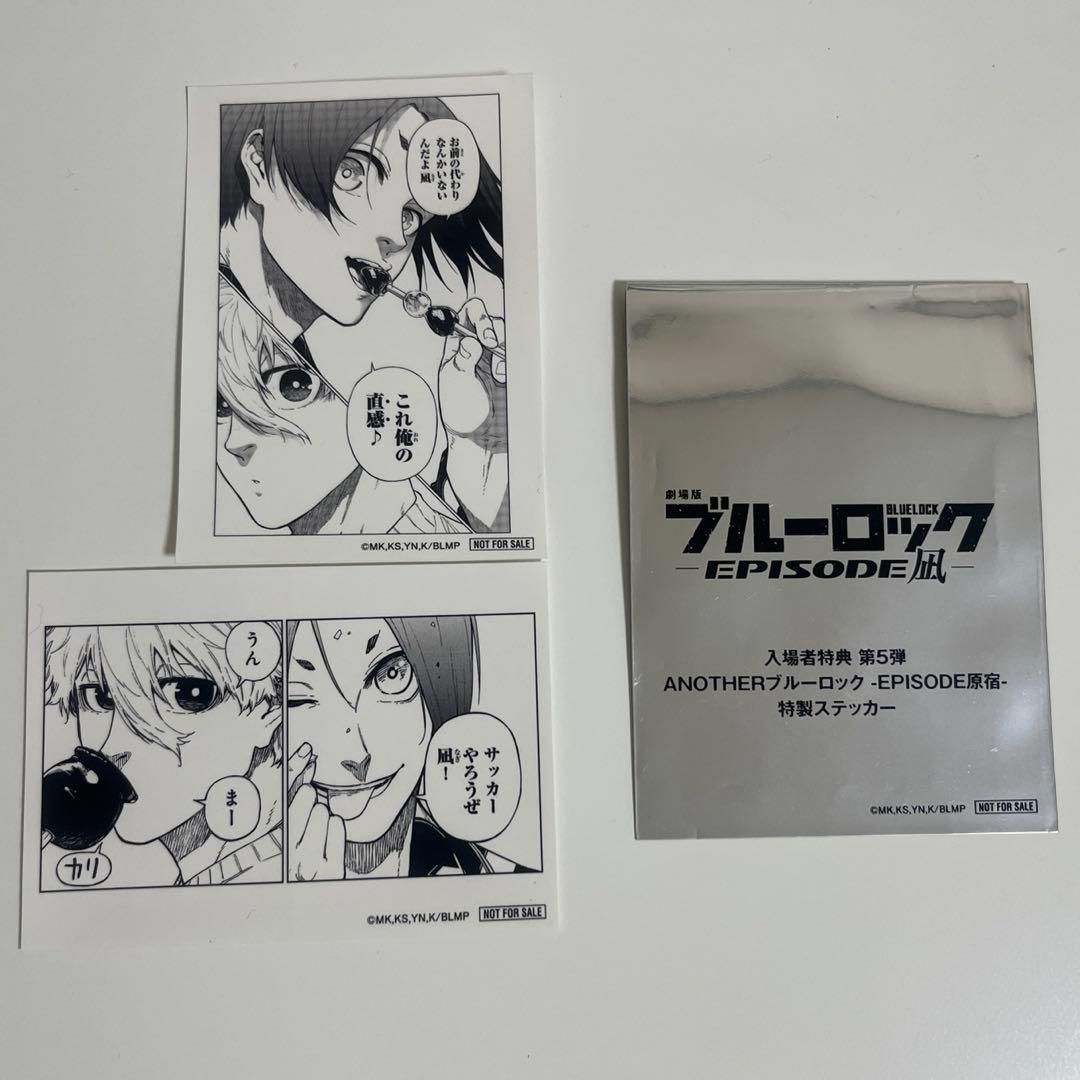 お前の代わり
なんかいない
んだよ 凪
これ俺の
直感♪
©MK,KS,YN,K/BLMP NOT FOR SALE
うん
まー
カリ
サッカー
やろうぜ
凪!
©MK,KS,YN,K/BLMP NOT FOR SALE
劇場版
ブルーロック
BLUELOCK
EPISODE凪
入場者特典 第5弾
ANOTHERブルーロック -EPISODE原宿-
特製ステッカー
©MK,KS,YN,K/BLMP NOT FOR SALE